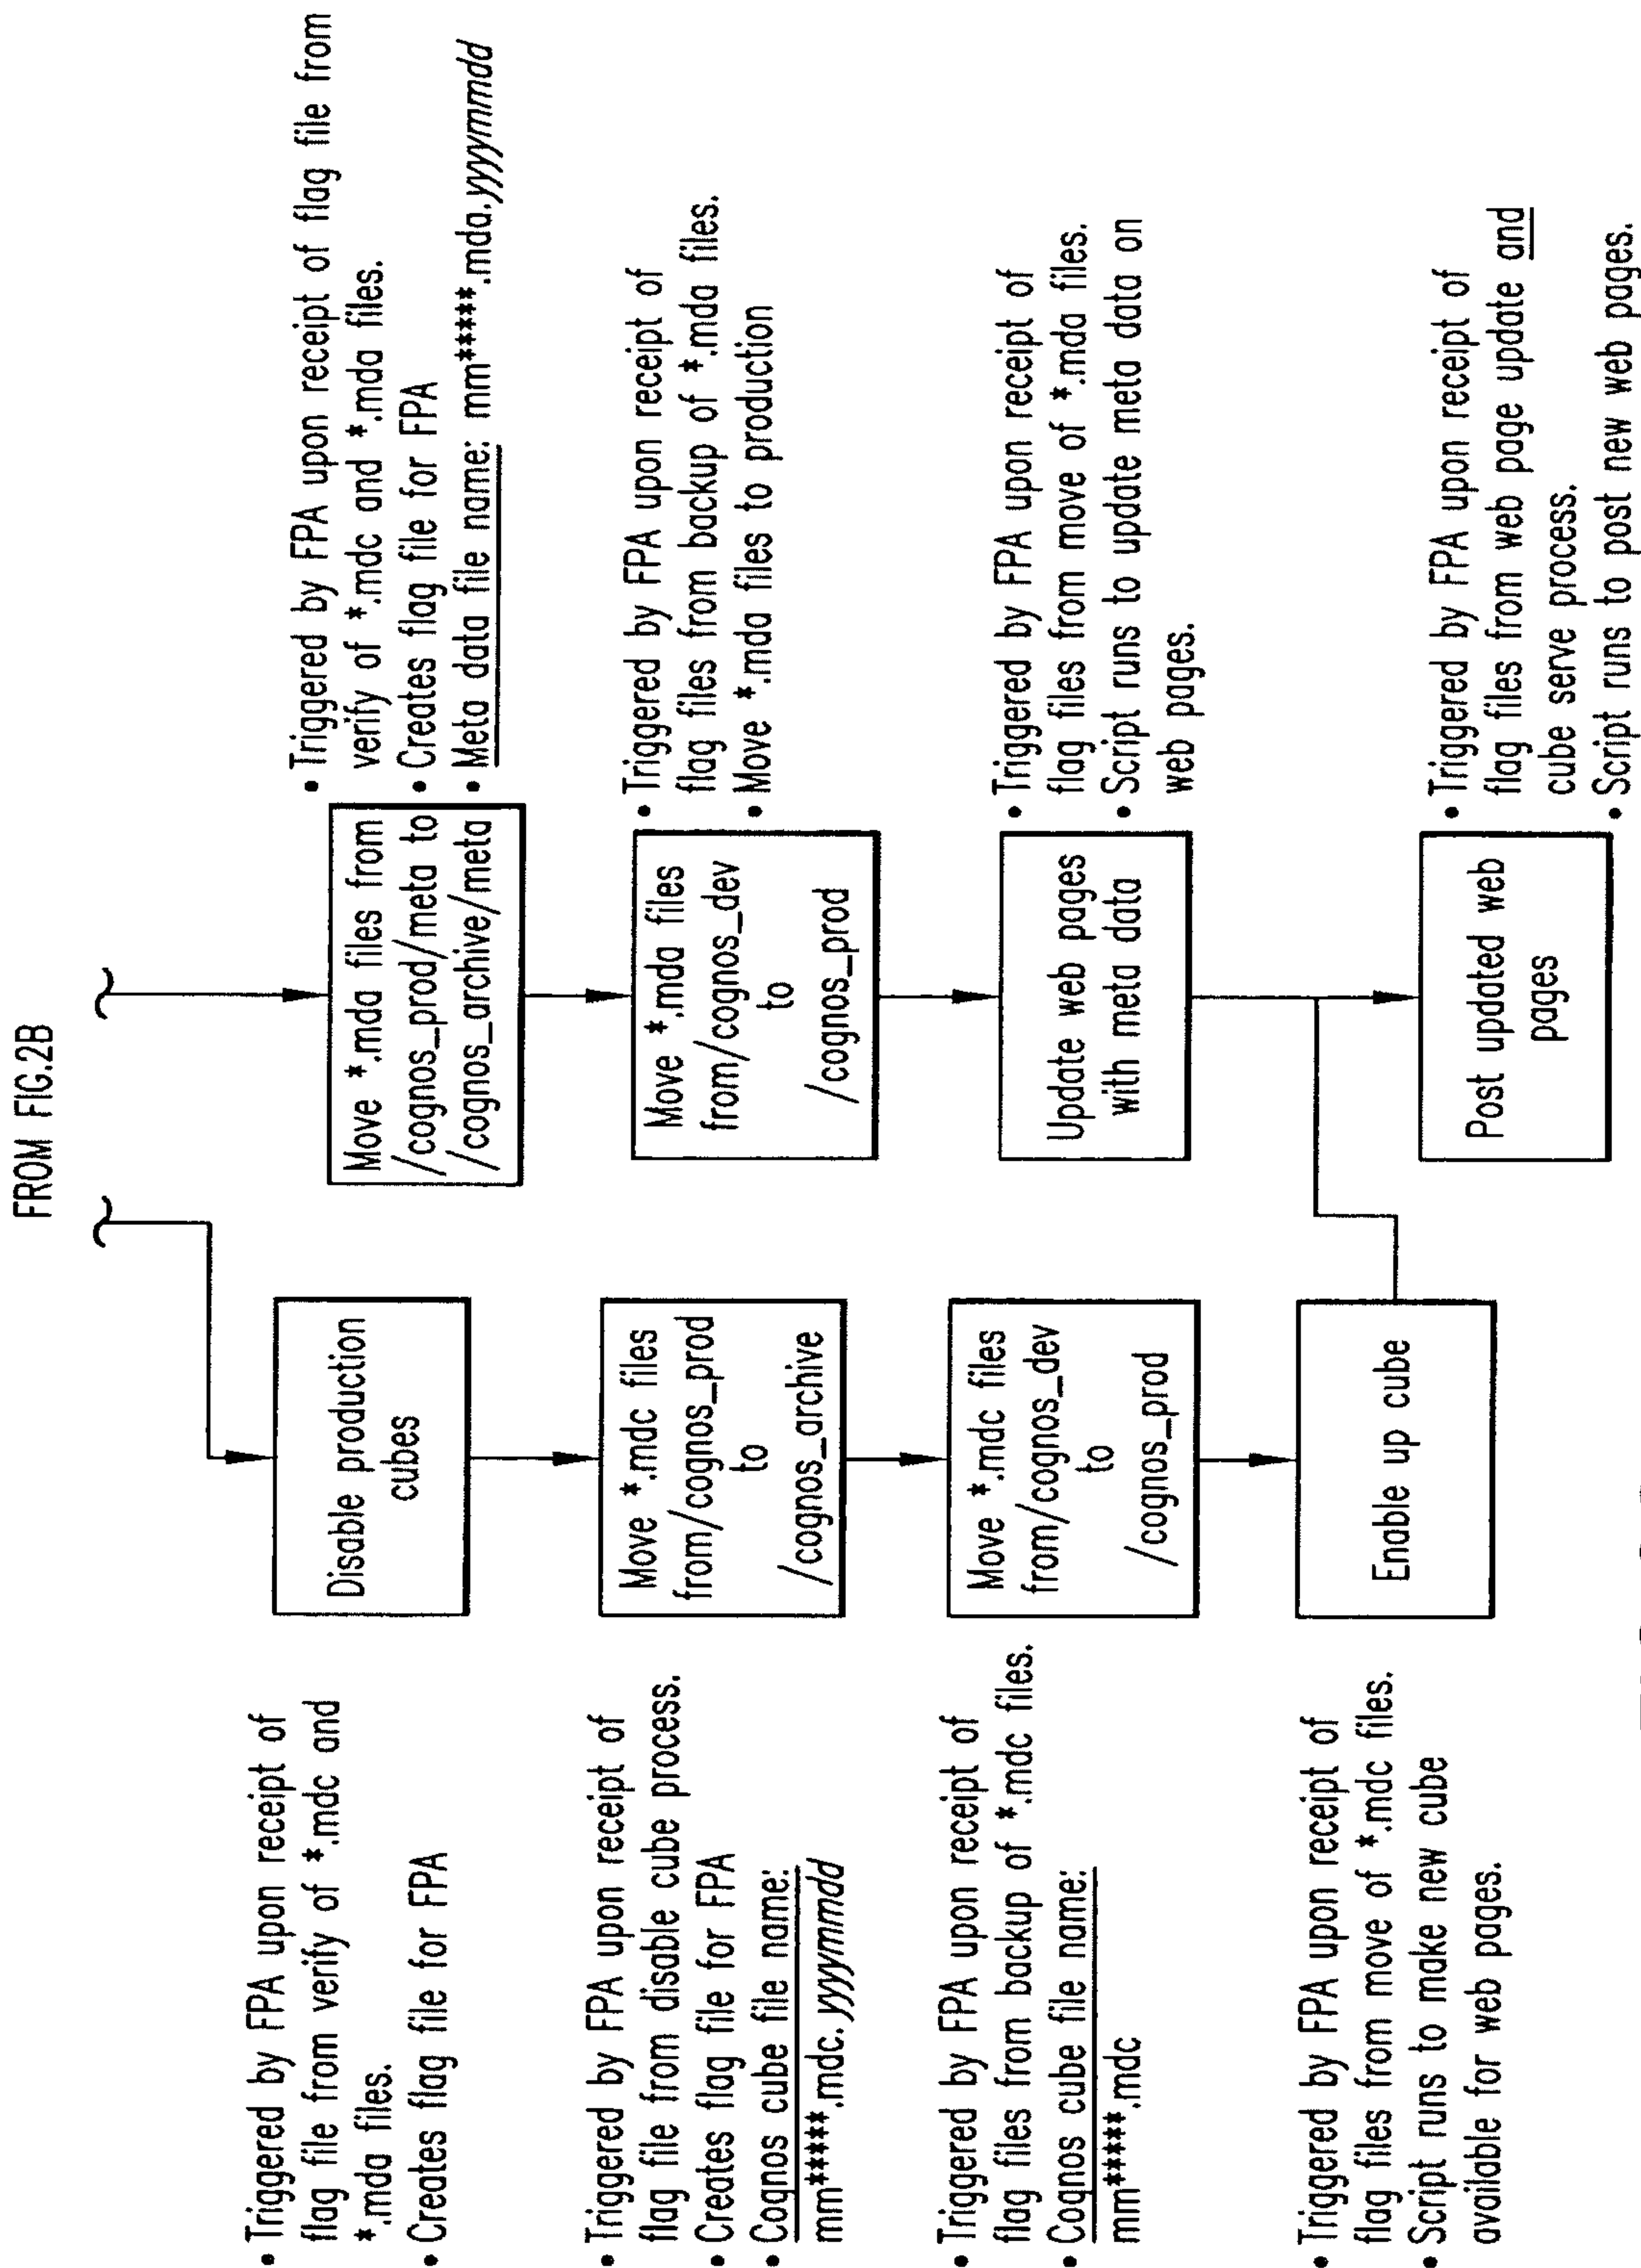 FROM FIG.2B
• Triggered by FPA upon receipt of
flag file from verify of *.mdc and
*.mda files.
• Creates flag file for FPA
Disable production
cubes
Move *.mda files from
/cognos_prod/meta to
/cognos_archive/meta
• Triggered by FPA upon receipt of flag file from
verify of *.mdc and *.mda files.
• Creates flag file for FPA
• Meta data file name: mm*****.mda.yyyymmdd
• Triggered by FPA upon receipt of
flag file from disable cube process.
• Creates flag file for FPA
• Cognos cube file name:
mm*****.mdc.yyyymmdd
Move *.mdc files
from/cognos_prod
to
/cognos_archive
Move *.mda files
from/cognos_dev
to
/cognos_prod
• Triggered by FPA upon receipt of
flag files from backup of *.mda files.
• Move *.mda files to production
• Triggered by FPA upon receipt of
flag files from backup of *.mdc files.
• Cognos cube file name:
mm*****.mdc
Move *.mdc files
from/cognos_dev
to
/cognos_prod
Update web pages
with meta data
• Triggered by FPA upon receipt of
flag files from move of *.mda files.
• Script runs to update meta data on
web pages.
• Triggered by FPA upon receipt of
flag files from move of *.mdc files.
• Script runs to make new cube
available for web pages.
Enable up cube
Post updated web
pages
• Triggered by FPA upon receipt of
flag files from web page update and
cube serve process.
• Script runs to post new web pages.